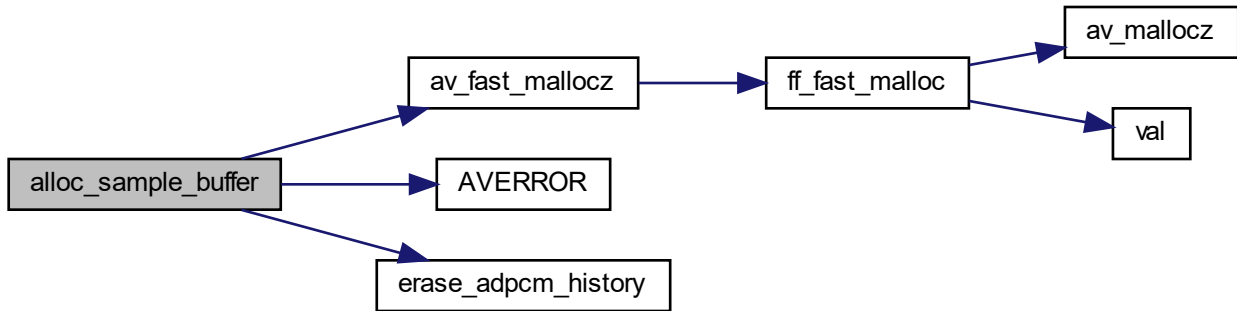 av_mallocz
av_fast_mallocz
ff_fast_malloc
val
alloc_sample_buffer
AVERROR
erase_adpcm_history